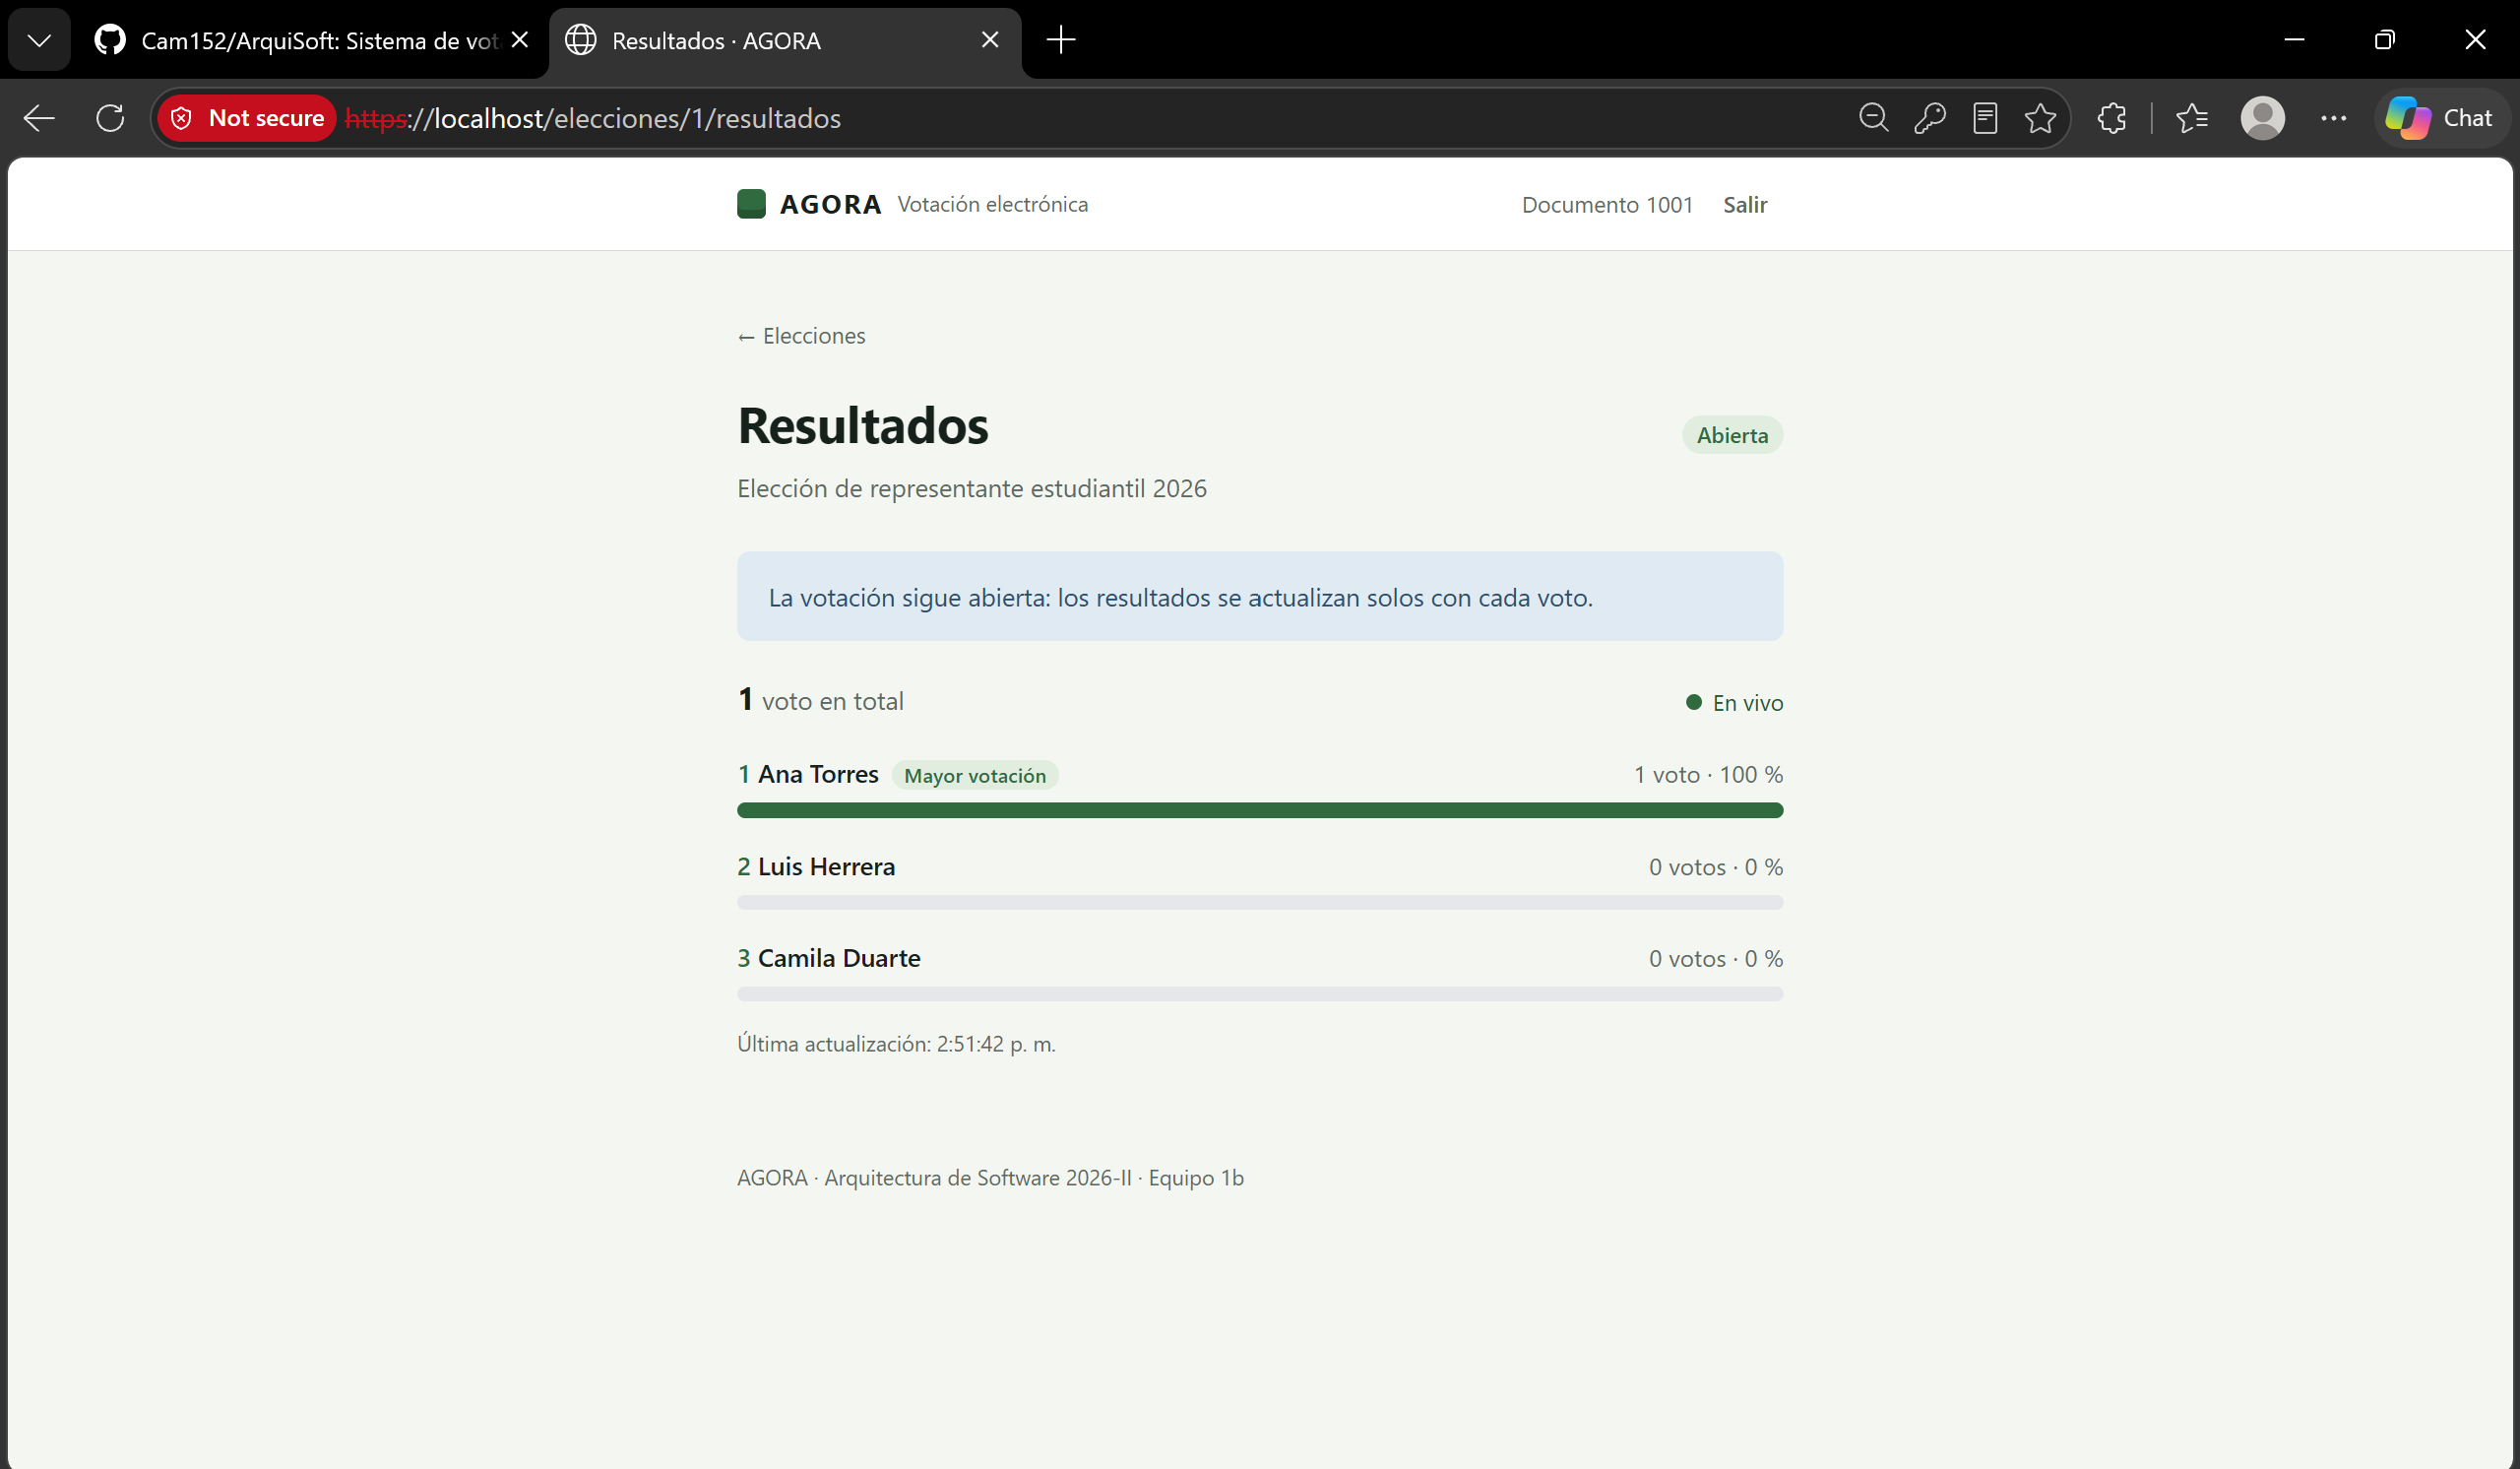 Cam152/ArquiSoft: Sistema de vot
Resultados · AGORA
Not secure
https://localhost/elecciones/1/resultados
Chat
AGORA Votación electrónica
Documento 1001 Salir
← Elecciones
Resultados
Abierta
Elección de representante estudiantil 2026
La votación sigue abierta: los resultados se actualizan solos con cada voto.
1 voto en total
En vivo
1 Ana Torres Mayor votación 1 voto · 100 %
2 Luis Herrera 0 votos · 0 %
3 Camila Duarte 0 votos · 0 %
Última actualización: 2:51:42 p. m.
AGORA · Arquitectura de Software 2026-II · Equipo 1b